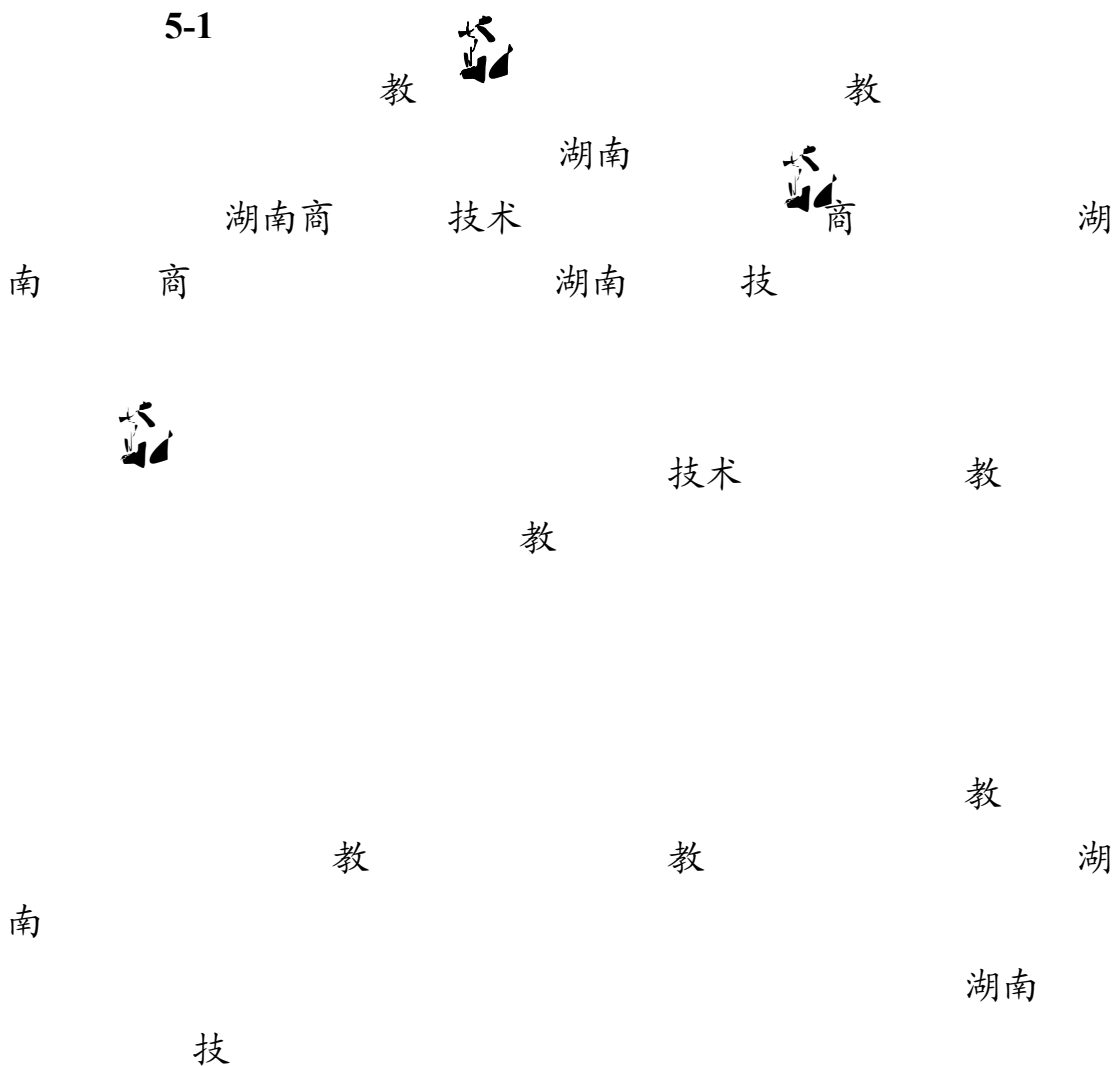 5-1
教 教
湖南
湖南商 技术 商 湖
南 商 湖南 技
技术 教
教
教
教 教 湖
南
湖南
技